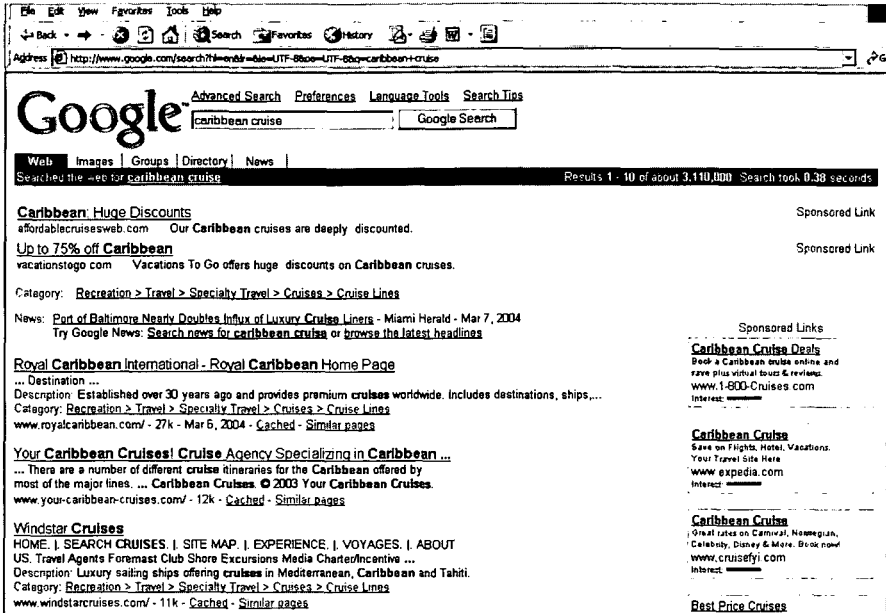 File Edit View Favorites Tools Help
Back Search Favorites History
Address http://www.google.com/search?hl=en&lr=&ie=UTF-8&oe=UTF-8&q=caribbean+cruise
Google™
Advanced Search Preferences Language Tools Search Tips
caribbean cruise Google Search
Web Images Groups Directory News
Searched the web for caribbean cruise Results 1 - 10 of about 3,110,000 Search took 0.38 seconds
Caribbean: Huge Discounts Sponsored Link
affordablecruisesweb.com Our Caribbean cruises are deeply discounted.
Up to 75% off Caribbean Sponsored Link
vacationstogo com Vacations To Go offers huge discounts on Caribbean cruises.
Category: Recreation > Travel > Specialty Travel > Cruises > Cruise Lines
News: Port of Baltimore Nearly Doubles Influx of Luxury Cruise Liners - Miami Herald - Mar 7, 2004
Try Google News: Search news for caribbean cruise or browse the latest headlines
Royal Caribbean International - Royal Caribbean Home Page
... Destination ...
Description: Established over 30 years ago and provides premium cruises worldwide. Includes destinations, ships,...
Category: Recreation > Travel > Specialty Travel > Cruises > Cruise Lines
www.royalcaribbean.com/ - 27k - Mar 6, 2004 - Cached - Similar pages
Your Caribbean Cruises! Cruise Agency Specializing in Caribbean ...
... There are a number of different cruise itineraries for the Caribbean offered by
most of the major lines. ... Caribbean Cruises. © 2003 Your Caribbean Cruises.
www.your-caribbean-cruises.com/ - 12k - Cached - Similar pages
Windstar Cruises
HOME. |. SEARCH CRUISES. |. SITE MAP. |. EXPERIENCE. |. VOYAGES. |. ABOUT
US. Travel Agents Foremast Club Shore Excursions Media Charter/Incentive ...
Description: Luxury sailing ships offering cruises in Mediterranean, Caribbean and Tahiti.
Category: Recreation > Travel > Specialty Travel > Cruises > Cruise Lines
www.windstarcruises.com/ - 11k - Cached - Similar pages
Sponsored Links
Caribbean Cruise Deals
Book a Caribbean cruise online and
save plus virtual tours & reviews.
www.1-800-Cruises.com
Interest:
Caribbean Cruise
Save on Flights, Hotel, Vacations.
Your Travel Site Here
www expedia.com
Interest:
Caribbean Cruise
Great rates on Carnival, Norwegian,
Celebrity, Disney & More. Book now!
www.cruisefyi.com
Interest:
Best Price Cruises